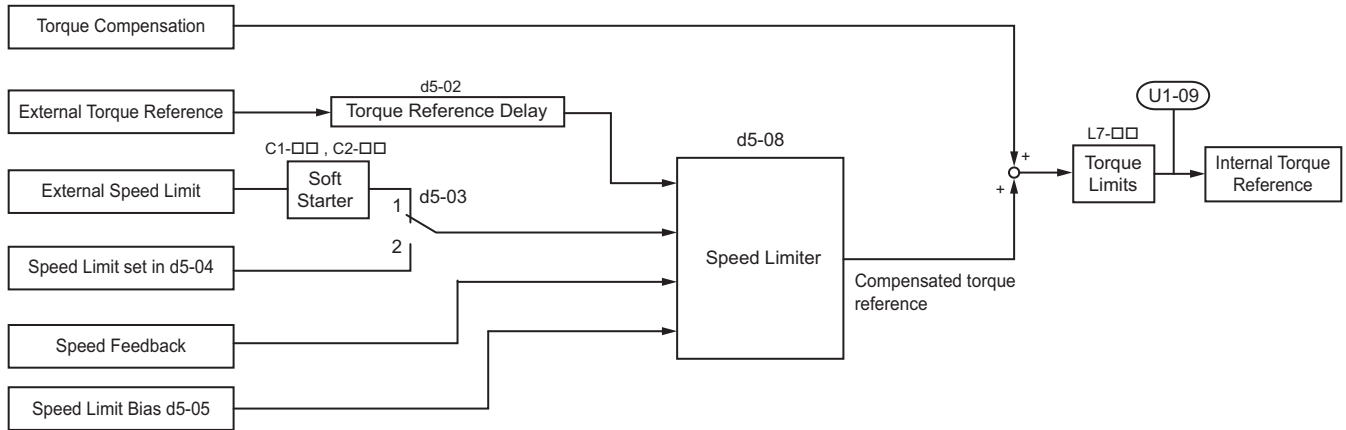 Torque Compensation
External Torque Reference
d5-02
Torque Reference Delay
C1-□□ , C2-□□
External Speed Limit
Soft
Starter
1
d5-03
2
Speed Limit set in d5-04
Speed Feedback
Speed Limit Bias d5-05
d5-08
Speed Limiter
Compensated torque
reference
+
+
L7-□□
Torque
Limits
U1-09
Internal Torque
Reference